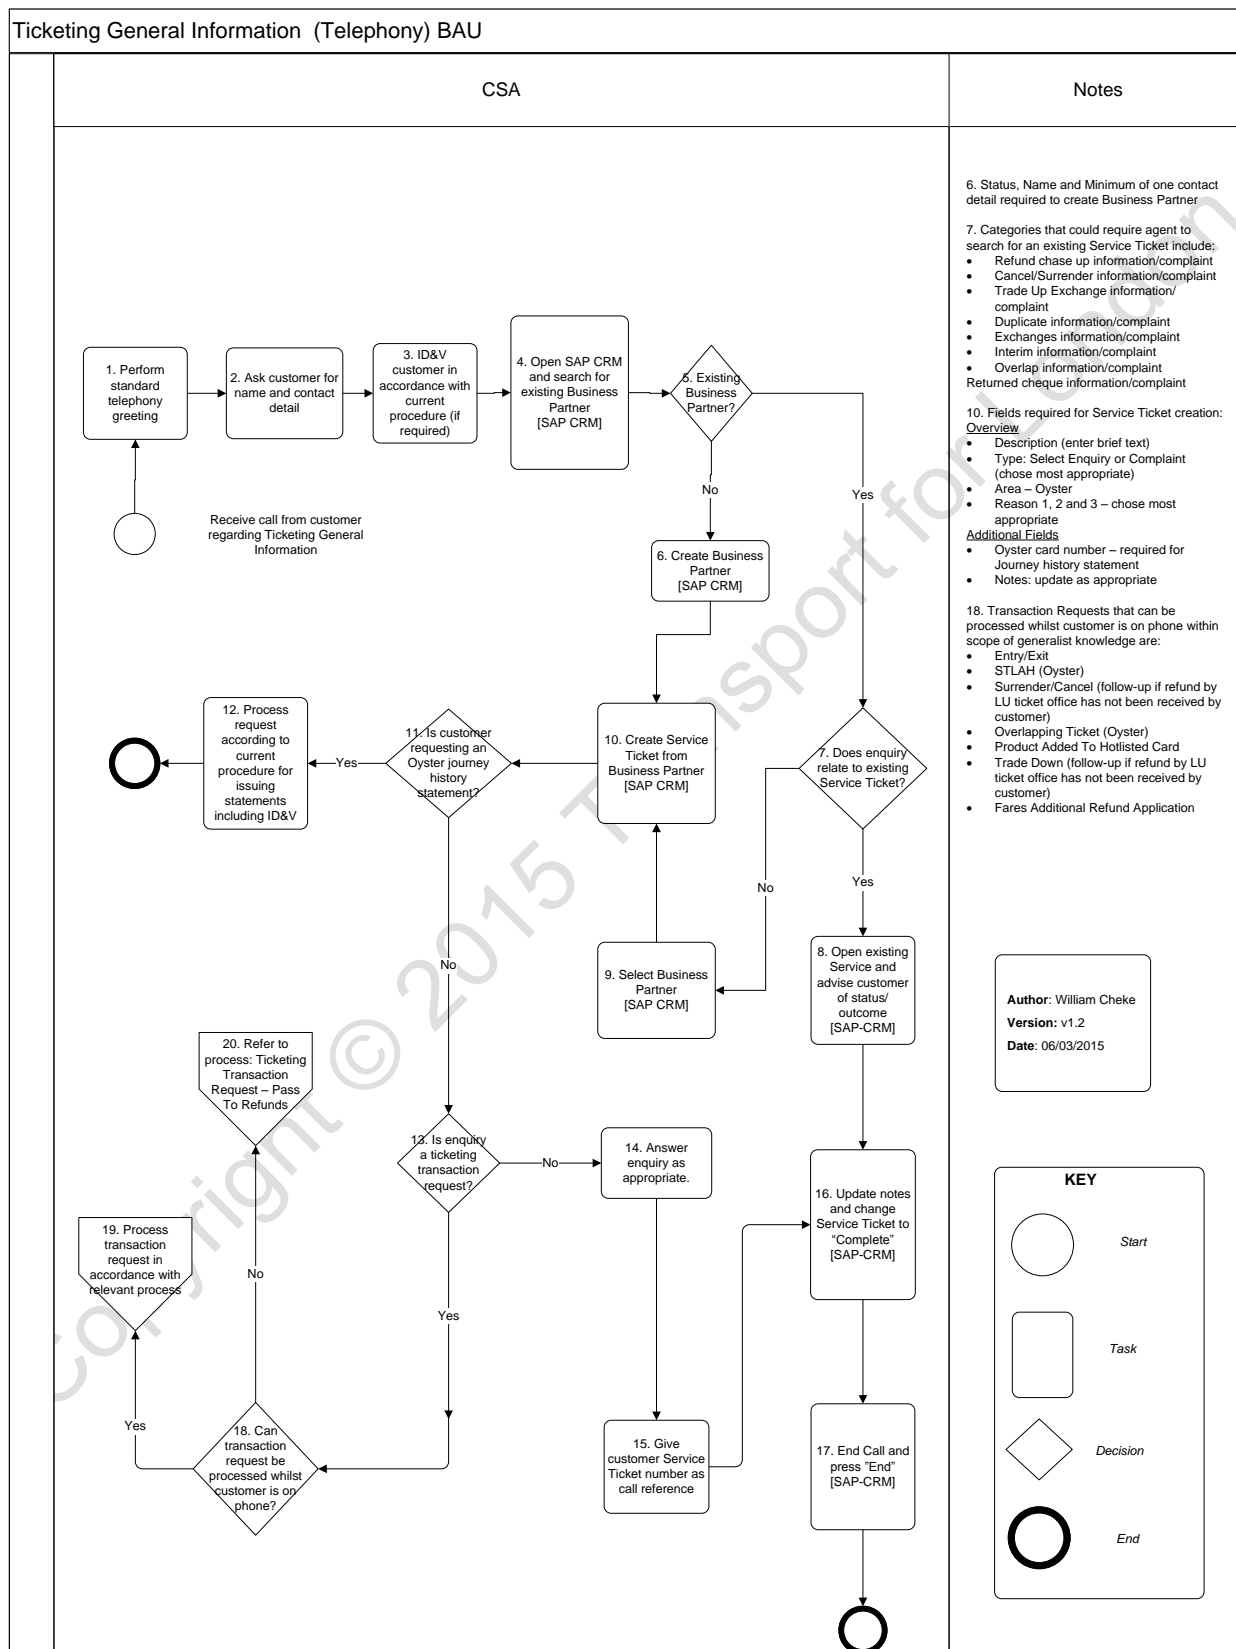 Ticketing General Information  (Telephony) BAU
CSA
Notes
1. Perform
standard
telephony
greeting
2. Ask customer for
name and contact
detail
3. ID&V
customer in
accordance with
current
procedure (if
required)
4. Open SAP CRM
and search for
existing Business
Partner
[SAP CRM]
5. Existing
Business
Partner?
No
Yes
Receive call from customer
regarding Ticketing General
Information
6. Create Business
Partner
[SAP CRM]
12. Process
request
according to
current
procedure for
issuing
statements
including ID&V
Yes
11. Is customer
requesting an
Oyster journey
history
statement?
10. Create Service
Ticket from
Business Partner
[SAP CRM]
7. Does enquiry
relate to existing
Service Ticket?
No
Yes
No
9. Select Business
Partner
[SAP CRM]
8. Open existing
Service and
advise customer
of status/
outcome
[SAP-CRM]
20. Refer to
process: Ticketing
Transaction
Request – Pass
To Refunds
13. Is enquiry
a ticketing
transaction
request?
No
14. Answer
enquiry as
appropriate.
16. Update notes
and change
Service Ticket to
“Complete”
[SAP-CRM]
19. Process
transaction
request in
accordance with
relevant process
No
Yes
Yes
18. Can
transaction
request be
processed whilst
customer is on
phone?
15. Give
customer Service
Ticket number as
call reference
17. End Call and
press ”End”
[SAP-CRM]
6. Status, Name and Minimum of one contact
detail required to create Business Partner
7. Categories that could require agent to
search for an existing Service Ticket include:
• Refund chase up information/complaint
• Cancel/Surrender information/complaint
• Trade Up Exchange information/
complaint
• Duplicate information/complaint
• Exchanges information/complaint
• Interim information/complaint
• Overlap information/complaint
Returned cheque information/complaint
10. Fields required for Service Ticket creation:
Overview
• Description (enter brief text)
• Type: Select Enquiry or Complaint
(chose most appropriate)
• Area – Oyster
• Reason 1, 2 and 3 – chose most
appropriate
Additional Fields
• Oyster card number – required for
Journey history statement
• Notes: update as appropriate
18. Transaction Requests that can be
processed whilst customer is on phone within
scope of generalist knowledge are:
• Entry/Exit
• STLAH (Oyster)
• Surrender/Cancel (follow-up if refund by
LU ticket office has not been received by
customer)
• Overlapping Ticket (Oyster)
• Product Added To Hotlisted Card
• Trade Down (follow-up if refund by LU
ticket office has not been received by
customer)
• Fares Additional Refund Application
Author: William Cheke
Version: v1.2
Date: 06/03/2015
KEY
Start
Task
Decision
End
Copyright © 2015 Transport for London